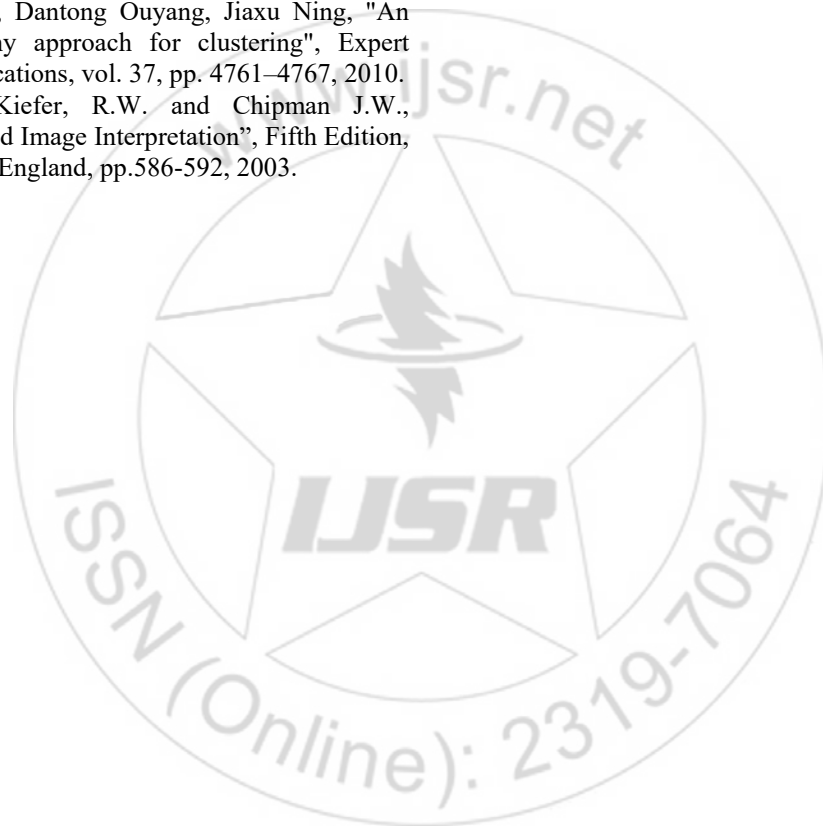 , Dantong Ouyang, Jiaxu Ning, "An
ny approach for clustering", Expert
cations, vol. 37, pp. 4761–4767, 2010.
Kiefer, R.W. and Chipman J.W.,
d Image Interpretation”, Fifth Edition,
England, pp.586-592, 2003.
www.ijsr.net
IJSR
ISSN (Online): 2319-7064